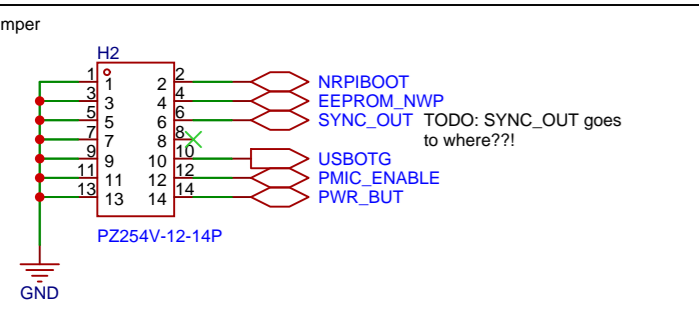 mper
H2
1 1 2 2 NRPIBOOT
3 3 4 4 EEPROM_NWP
5 5 6 6 SYNC_OUT TODO: SYNC_OUT goes
to where??!
7 7 8 8
9 9 10 10 USBOTG
11 11 12 12 PMIC_ENABLE
13 13 14 14 PWR_BUT
PZ254V-12-14P
GND